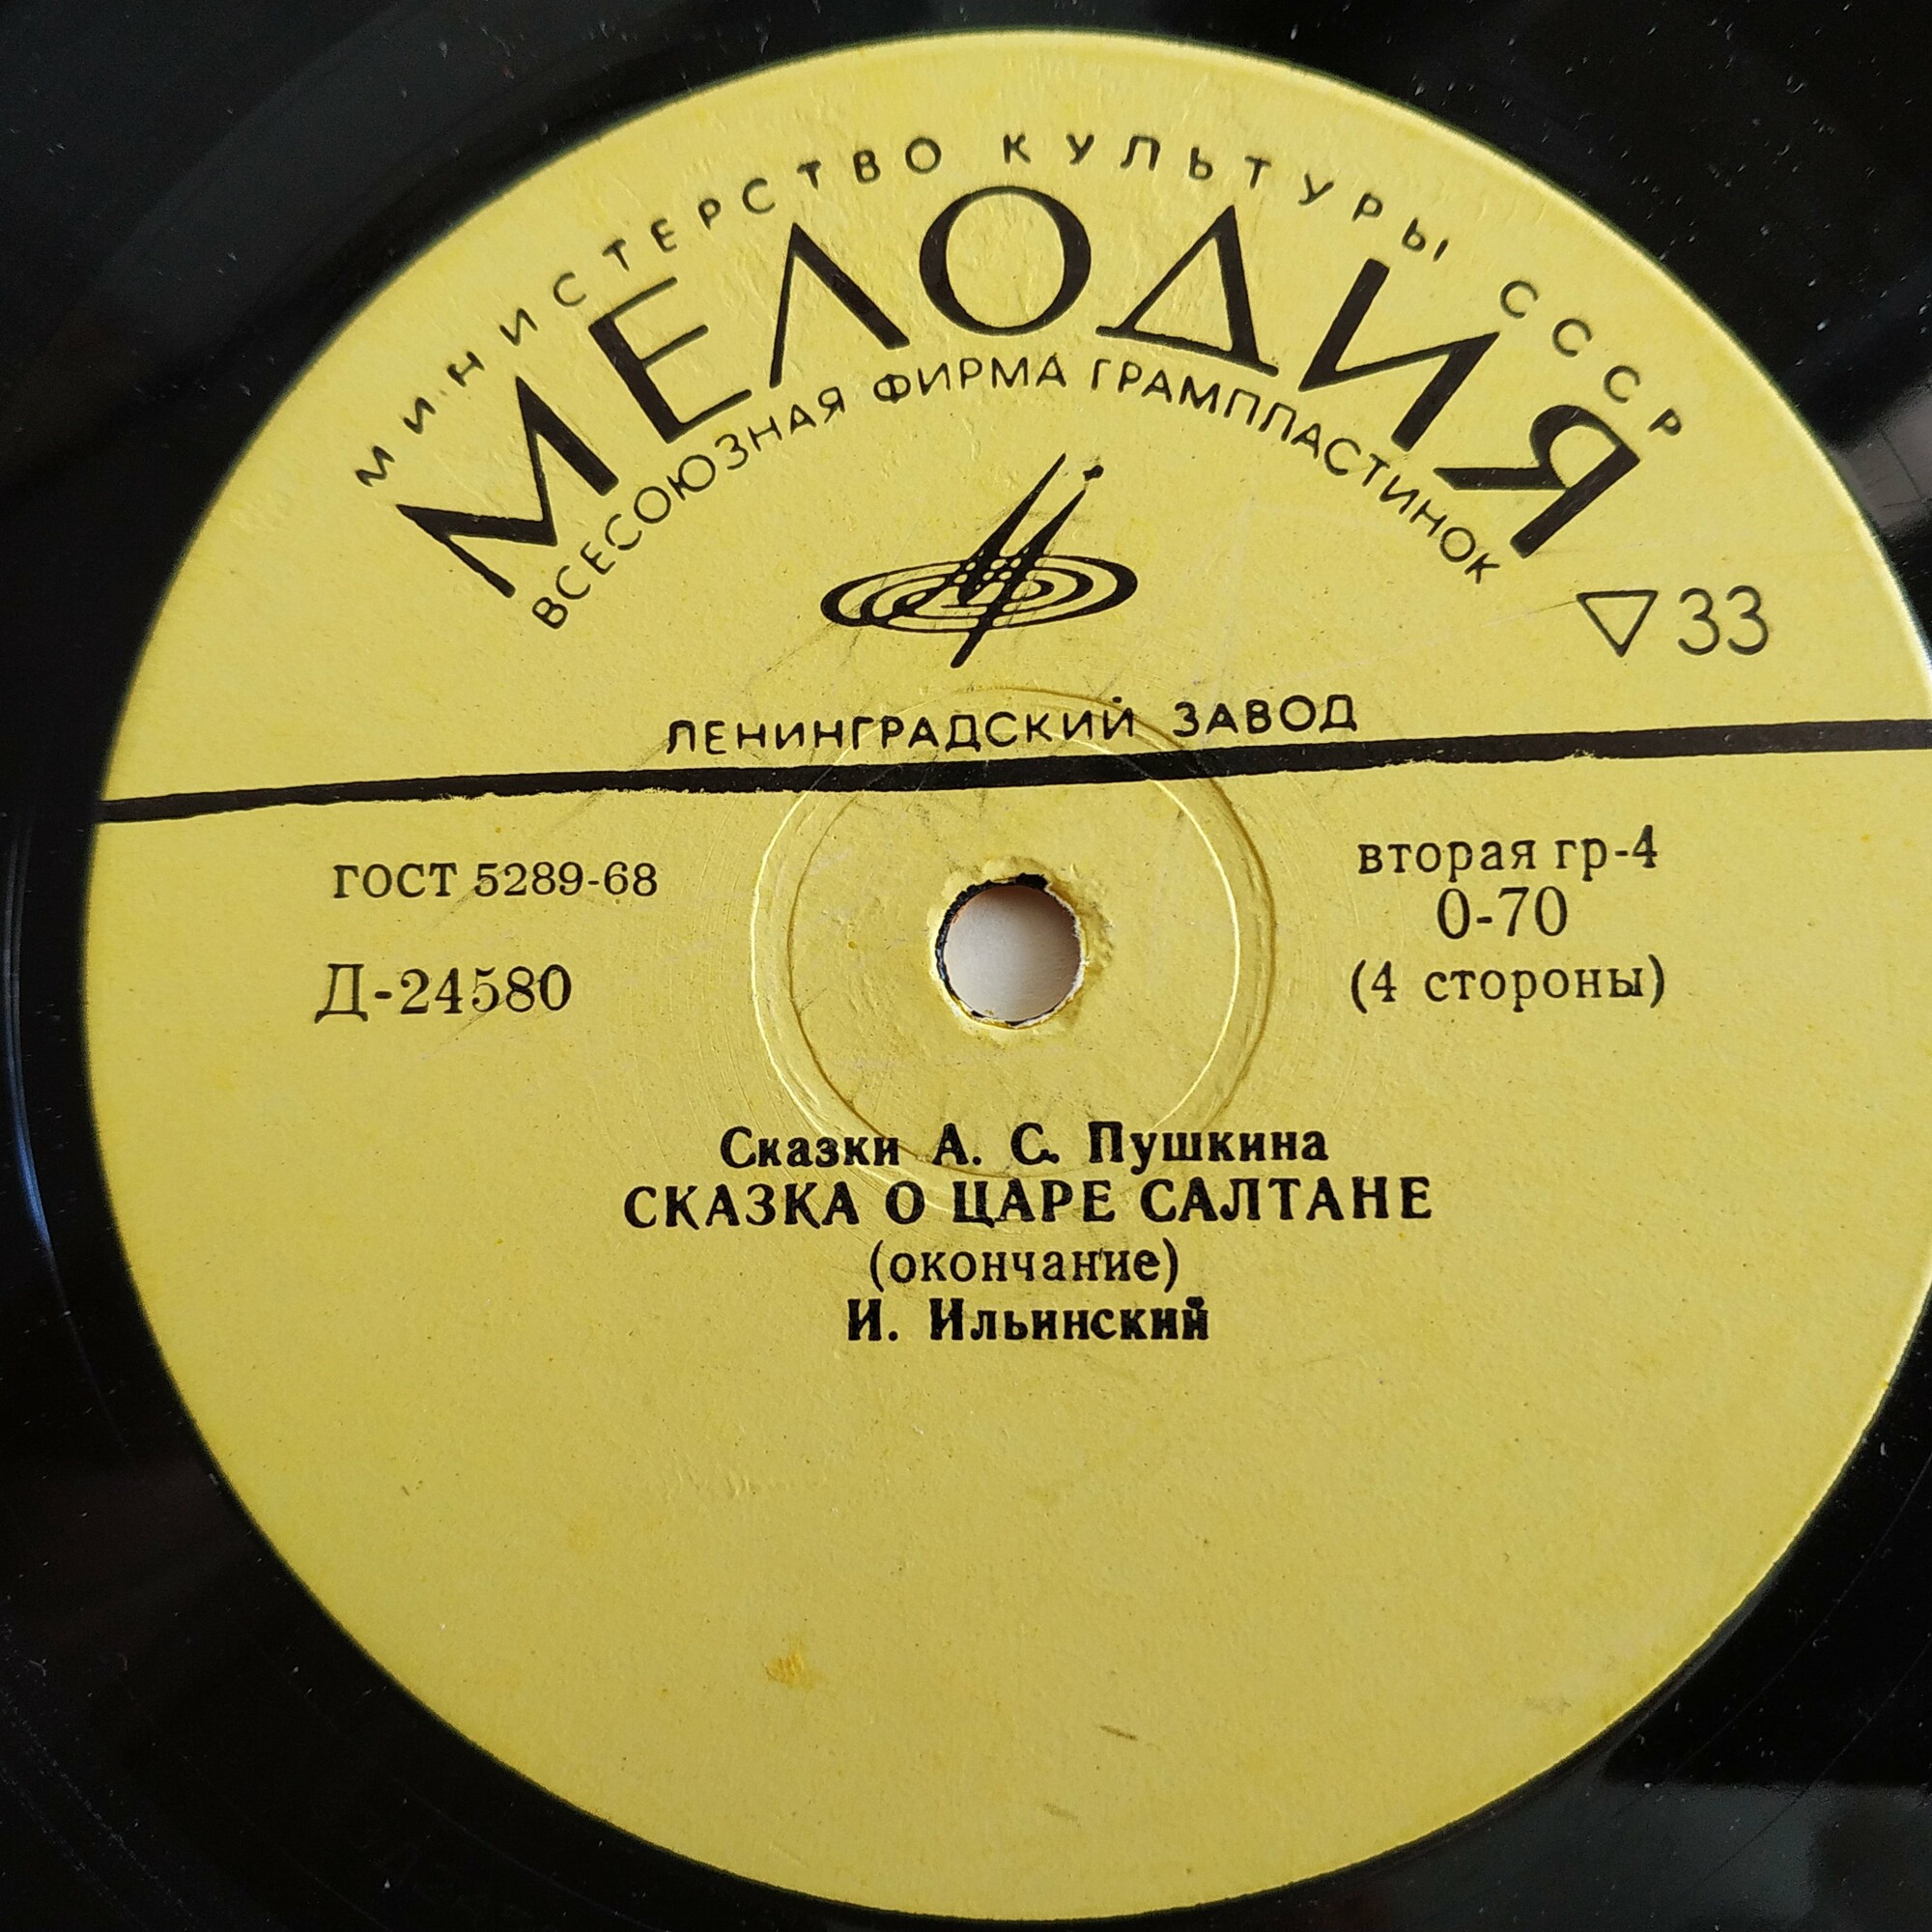 МИНИСТЕРСТВО КУЛЬТУРЫ СССР
МЕЛОДИЯ
ВСЕСОЮЗНАЯ ФИРМА ГРАМПЛАСТИНОК
▽33
ЛЕНИНГРАДСКИЙ ЗАВОД
ГОСТ 5289-68
вторая гр-4
0-70
Д-24580
(4 стороны)
Сказки А. С. Пушкина
СКАЗКА О ЦАРЕ САЛТАНЕ
(окончание)
И. Ильинский